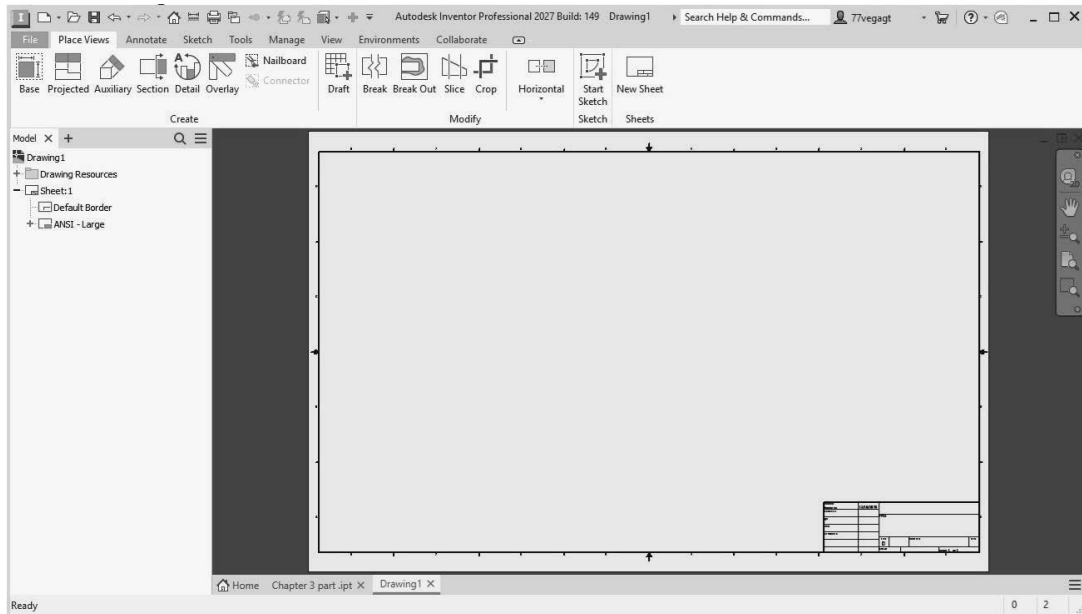 Autodesk Inventor Professional 2027 Build: 149 Drawing1 Search Help & Commands... 77vegagt
File Place Views Annotate Sketch Tools Manage View Environments Collaborate
Nailboard
Connector
Base Projected Auxiliary Section Detail Overlay Draft Break Break Out Slice Crop Horizontal Start Sketch New Sheet
Create Modify Sketch Sheets
Model
Drawing1
Drawing Resources
Sheet:1
Default Border
ANSI - Large
Home Chapter 3 part .ipt Drawing1
Ready 0 2